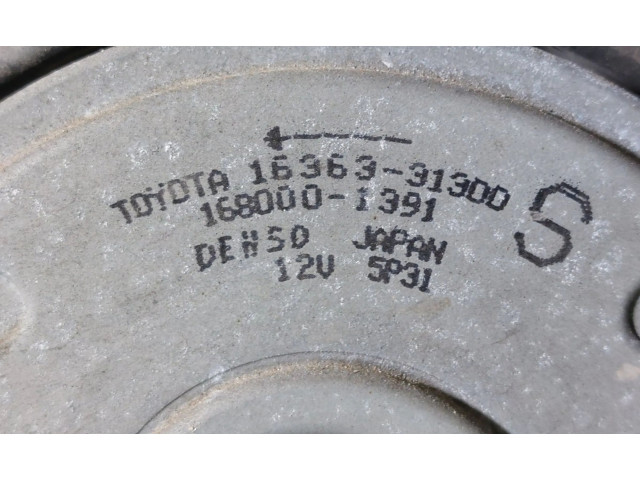 TOYOTA 16363-31300
168000-1391
DENSO JAPAN
12V 5P31
S